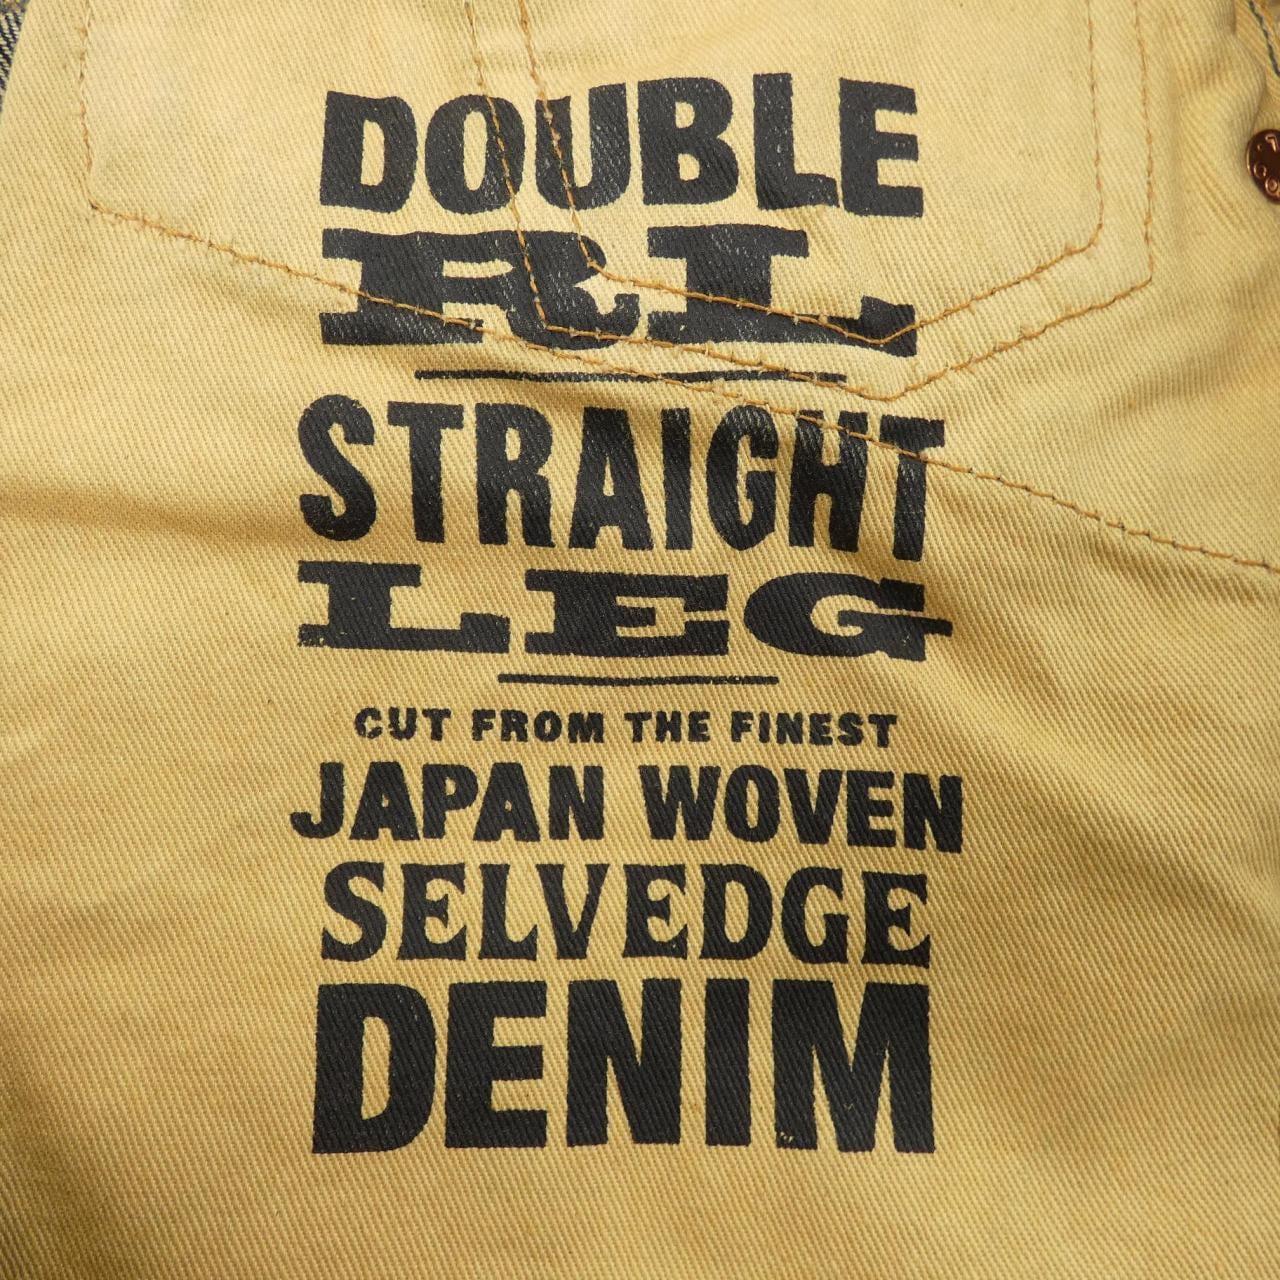 DOUBLE
RL
STRAIGHT
LEG
CUT FROM THE FINEST
JAPAN WOVEN
SELVEDGE
DENIM